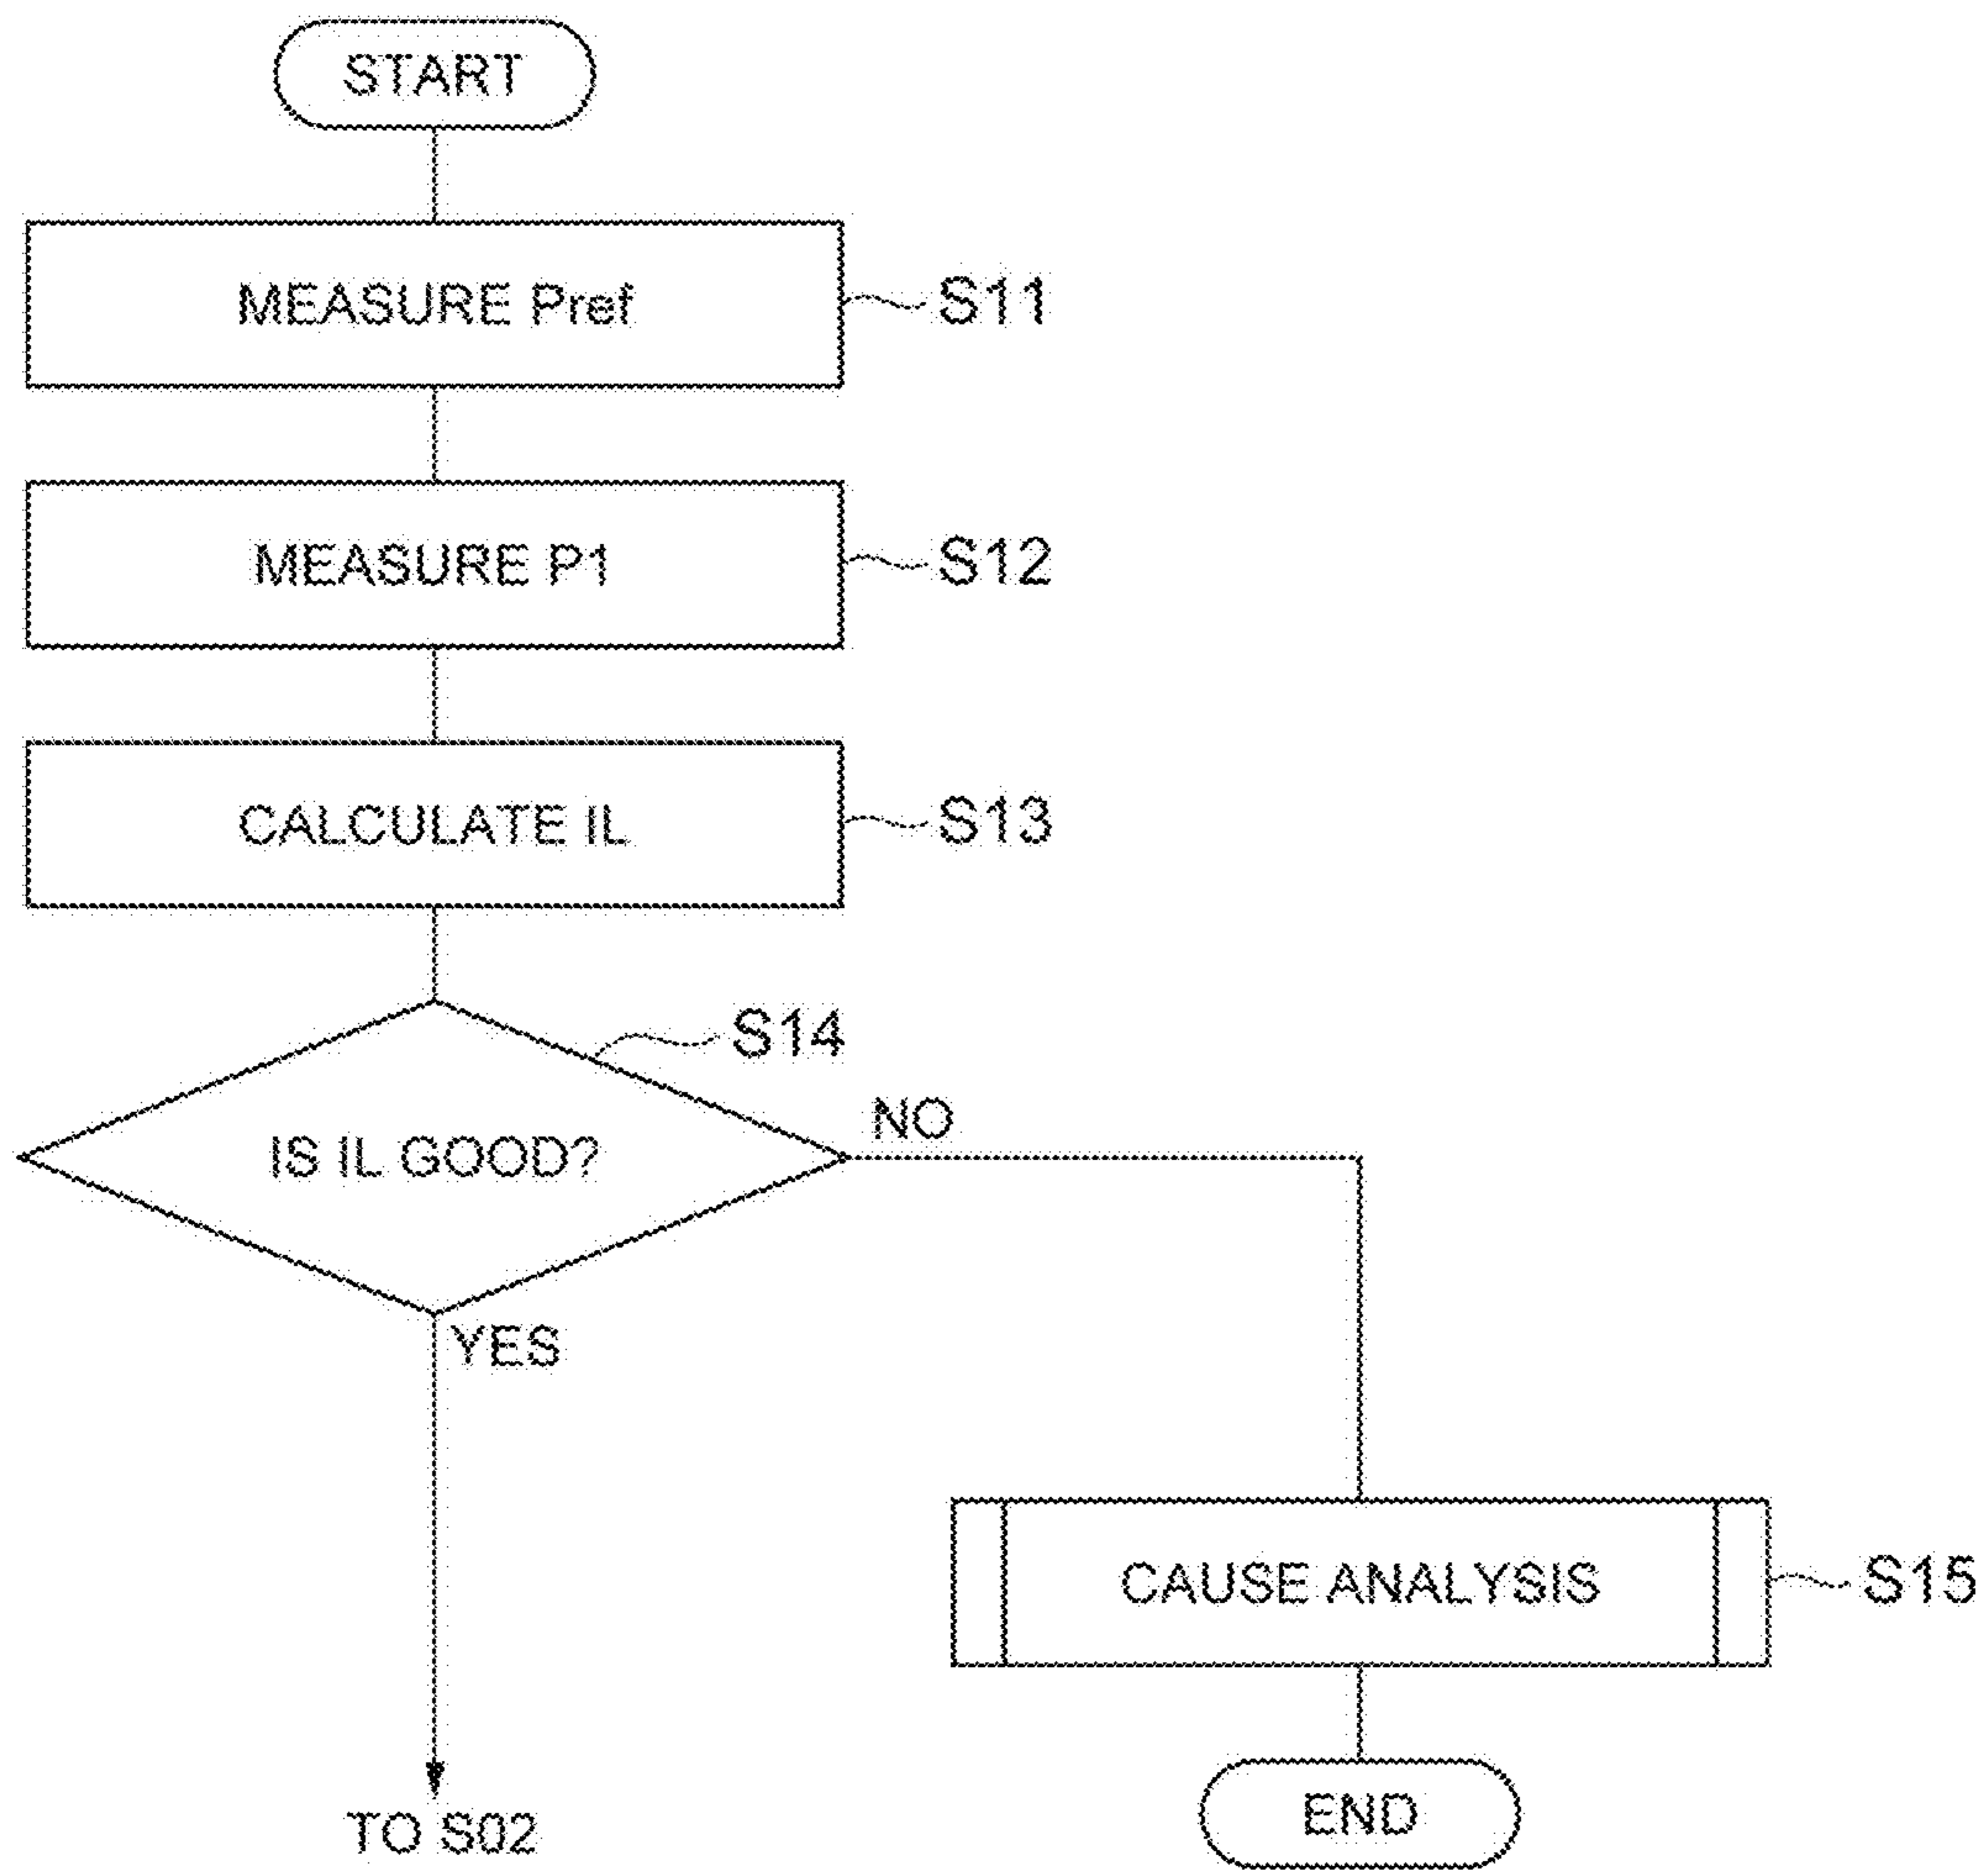 START
MEASURE Pref
S11
MEASURE P1
S12
CALCULATE IL
S13
S14
IS IL GOOD?
NO
YES
CAUSE ANALYSIS
S15
TO S02
END